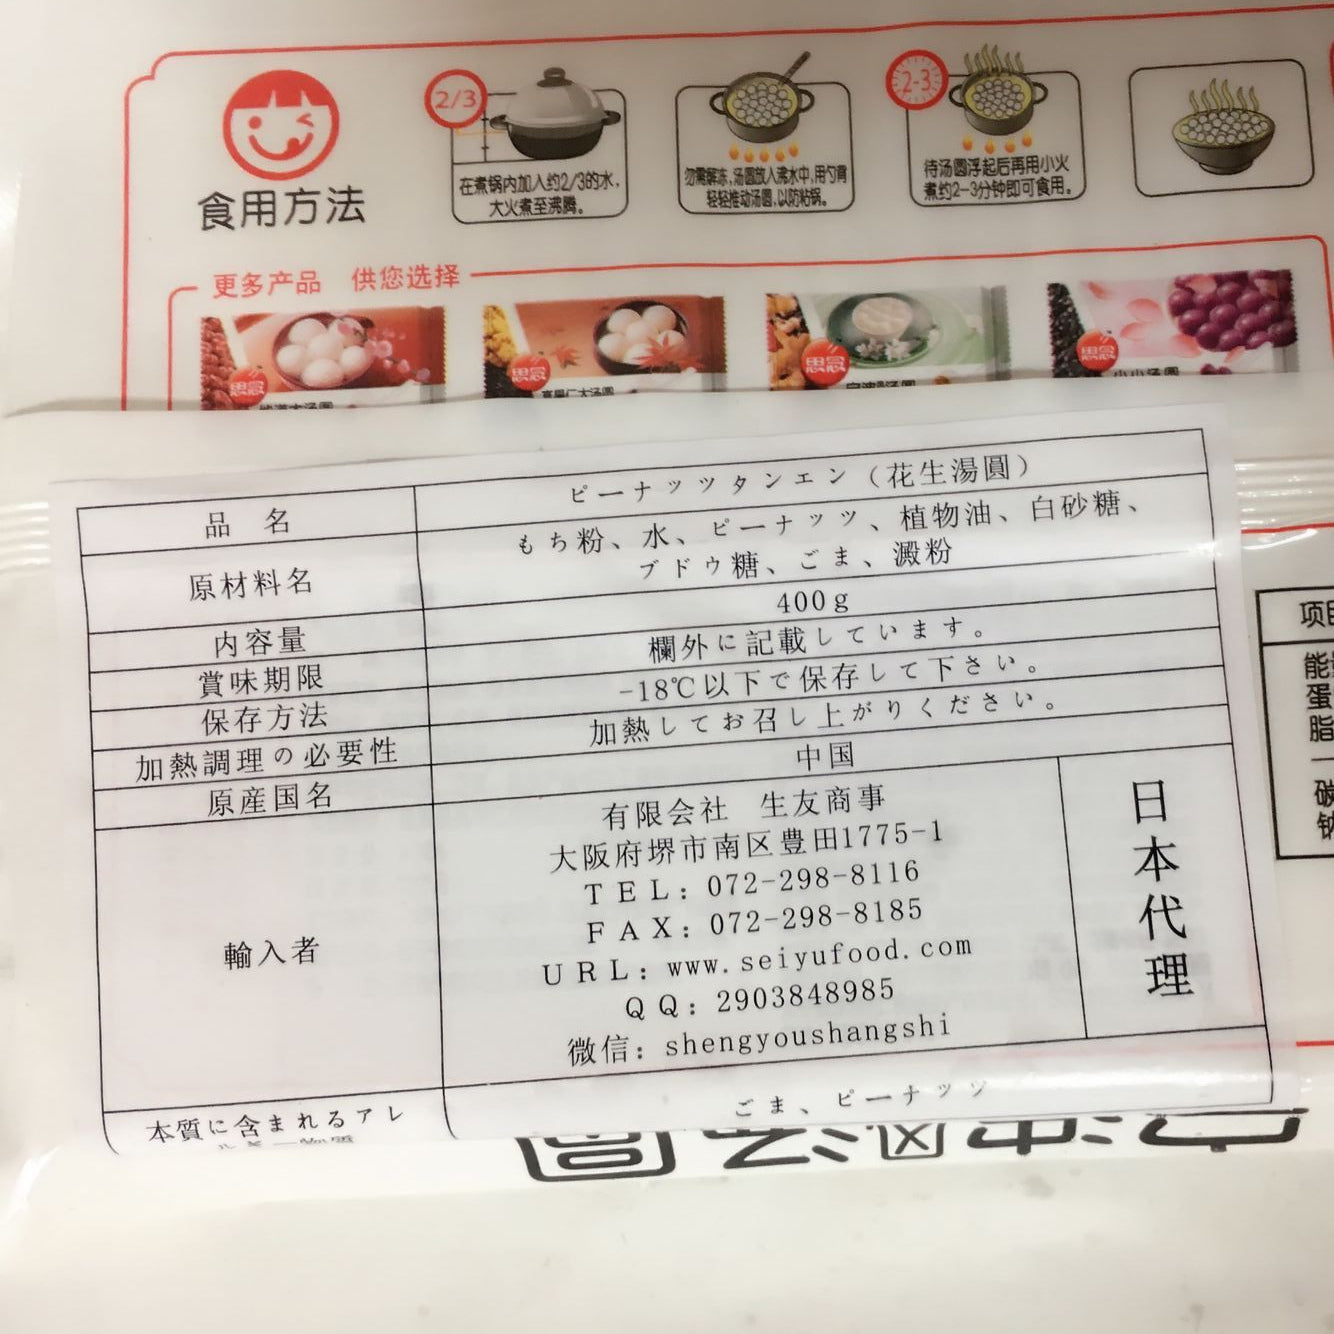 食用方法
2/3
在煮锅内加入约2/3的水，
大火煮至沸腾。
勿需解冻，汤圆放入沸水中，用勺背
轻轻推动汤圆，以防粘锅。
2-3
待汤圆浮起后再用小火
煮约2-3分钟即可食用。
更多产品　供您选择
思念
思念
思念
思念
品　名
ピーナッツタンエン（花生湯圓）
原材料名
もち粉、水、ピーナッツ、植物油、白砂糖、
ブドウ糖、ごま、澱粉
内容量
400g
賞味期限
欄外に記載しています。
保存方法
-18℃以下で保存して下さい。
加熱調理の必要性
加熱してお召し上がりください。
原産国名
中国
輸入者
有限会社　生友商事
大阪府堺市南区豊田1775-1
ＴＥＬ：072-298-8116
ＦＡＸ：072-298-8185
ＵＲＬ：www.seiyufood.com
ＱＱ：2903848985
微信：shengyoushangshi
日本代理
本質に含まれるアレ
ごま、ピーナッツ